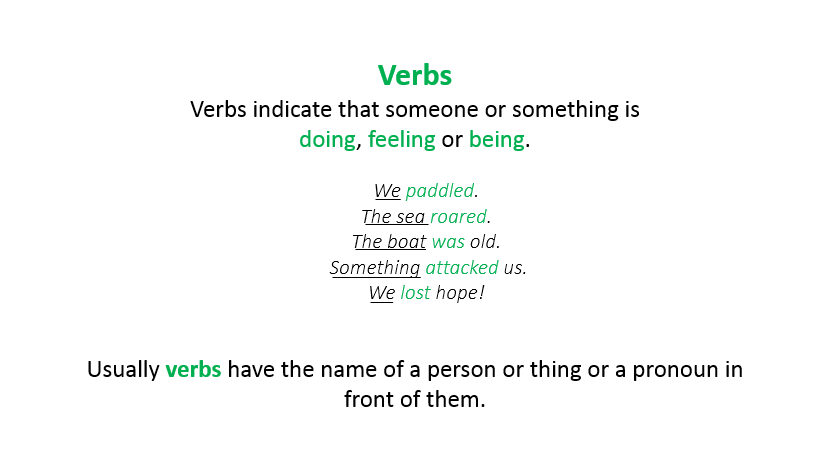 Verbs
Verbs indicate that someone or something is
doing, feeling or being.
We paddled.
The sea roared.
The boat was old.
Something attacked us.
We lost hope!
Usually verbs have the name of a person or thing or a pronoun in
front of them.